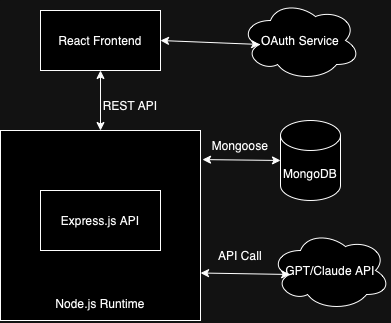 React Frontend
OAuth Service
REST API
Mongoose
MongoDB
Express.js API
API Call
GPT/Claude API
Node.js Runtime